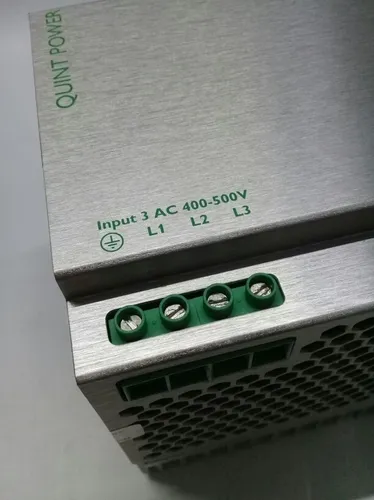 QUINT POWER
Input 3 AC 400-500V
L1 L2 L3